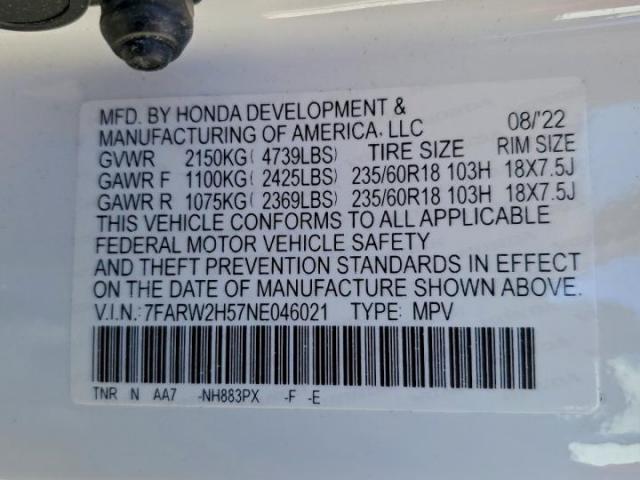 MFD. BY HONDA DEVELOPMENT &
MANUFACTURING OF AMERICA, LLC 08/'22
GVWR 2150KG ( 4739LBS) TIRE SIZE RIM SIZE
GAWR F 1100KG ( 2425LBS) 235/60R18 103H 18X7.5J
GAWR R 1075KG ( 2369LBS) 235/60R18 103H 18X7.5J
THIS VEHICLE CONFORMS TO ALL APPLICABLE
FEDERAL MOTOR VEHICLE SAFETY
AND THEFT PREVENTION STANDARDS IN EFFECT
ON THE DATE OF MANUFACTURE SHOWN ABOVE.
V.I.N.:7FARW2H57NE046021 TYPE: MPV
TNR N AA7 -NH883PX -F -E